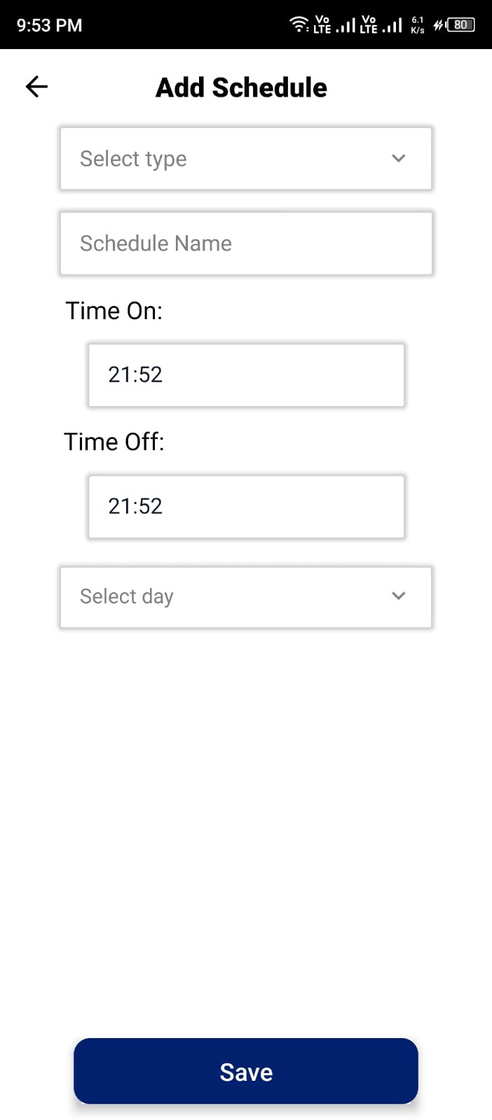 9:53 PM Vo LTE Vo LTE 6.1 K/s 80
Add Schedule
Select type
Schedule Name
Time On:
21:52
Time Off:
21:52
Select day
Save